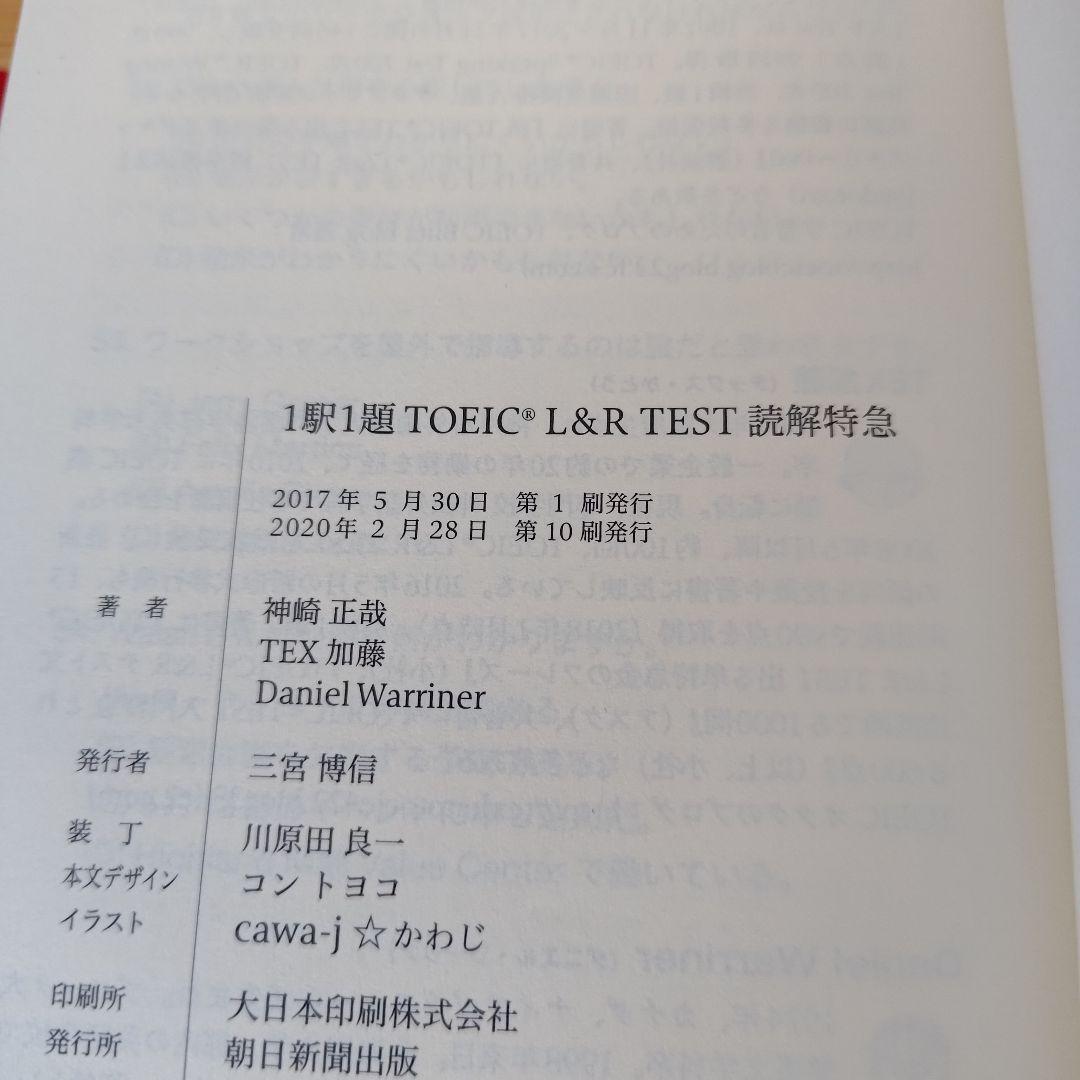 1駅1題 TOEIC® L&R TEST 読解特急
2017年 5 月30日 第 1 刷発行
2020年 2 月28日 第10刷発行
著 者 神崎 正哉
TEX 加藤
Daniel Warriner
発行者 三宮 博信
装 丁 川原田 良一
本文デザイン コントヨコ
イラスト cawa-j ☆ かわじ
印刷所 大日本印刷株式会社
発行所 朝日新聞出版